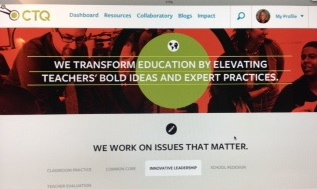 CTQ
Dashboard Resources Collaboratory Blogs Impact My Profile
WE TRANSFORM EDUCATION BY ELEVATING
TEACHERS' BOLD IDEAS AND EXPERT PRACTICES.
WE WORK ON ISSUES THAT MATTER.
CLASSROOM PRACTICE COMMON CORE INNOVATIVE LEADERSHIP SCHOOL REDESIGN
TEACHER EVALUATION